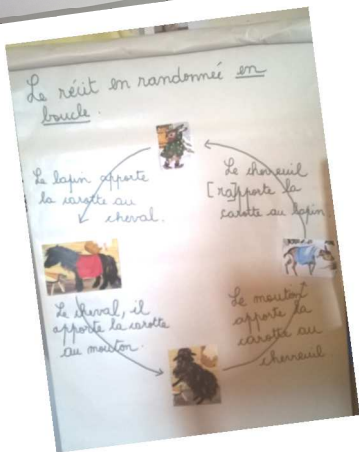 Le récit en randonnée en
boucle.
Le lapin apporte
la carotte au
cheval.
Le cheval, il
apporte la carotte
au mouton.
Le mouton
apporte la
carotte au
chevreuil.
Le chevreuil
[ra]pporte la
carotte au lapin